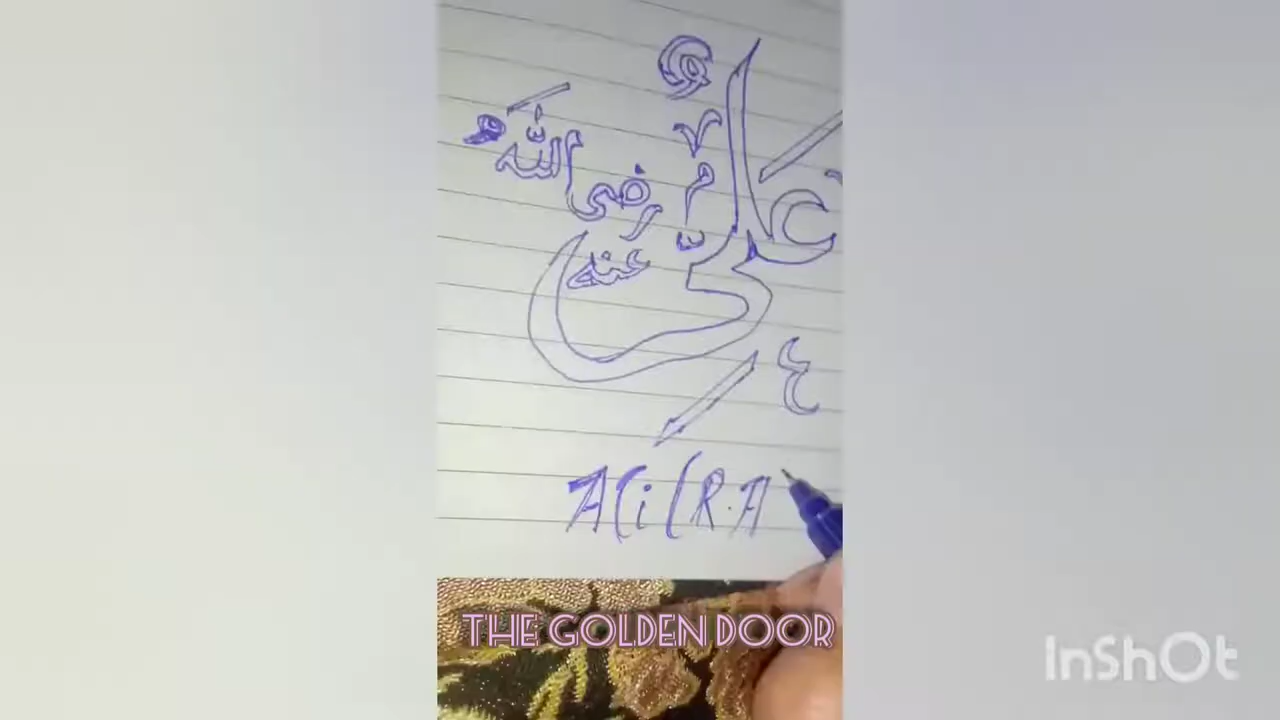 علی
رضی اللہ
عنہ
Ali (R.A
THE GOLDEN DOOR
InShOt